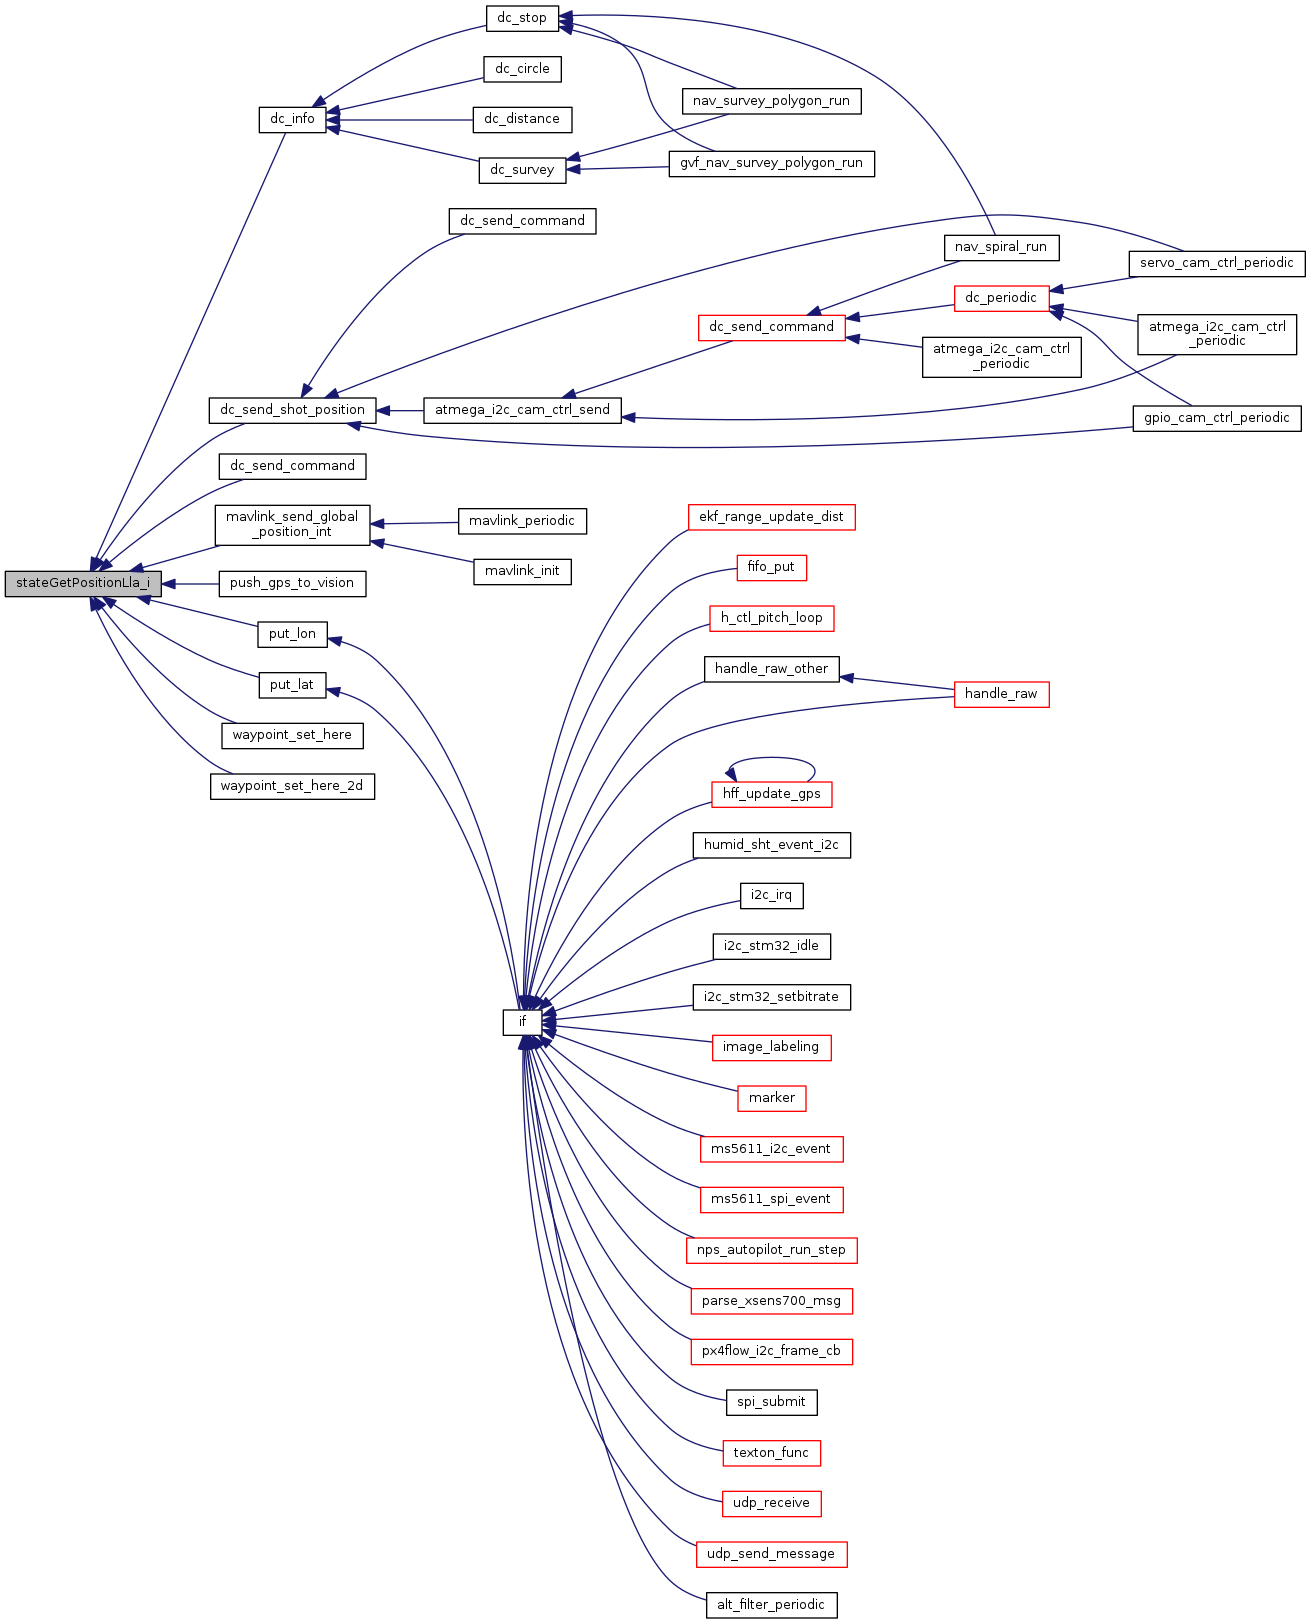 dc_stop
dc_circle
nav_survey_polygon_run
dc_info
dc_distance
gvf_nav_survey_polygon_run
dc_survey
dc_send_command
nav_spiral_run
servo_cam_ctrl_periodic
dc_periodic
dc_send_command
atmega_i2c_cam_ctrl
_periodic
atmega_i2c_cam_ctrl
_periodic
dc_send_shot_position
atmega_i2c_cam_ctrl_send
gpio_cam_ctrl_periodic
dc_send_command
mavlink_send_global
_position_int
mavlink_periodic
ekf_range_update_dist
mavlink_init
fifo_put
stateGetPositionLla_i
push_gps_to_vision
h_ctl_pitch_loop
put_lon
handle_raw_other
put_lat
handle_raw
waypoint_set_here
waypoint_set_here_2d
hff_update_gps
humid_sht_event_i2c
i2c_irq
i2c_stm32_idle
i2c_stm32_setbitrate
if
image_labeling
marker
ms5611_i2c_event
ms5611_spi_event
nps_autopilot_run_step
parse_xsens700_msg
px4flow_i2c_frame_cb
spi_submit
texton_func
udp_receive
udp_send_message
alt_filter_periodic